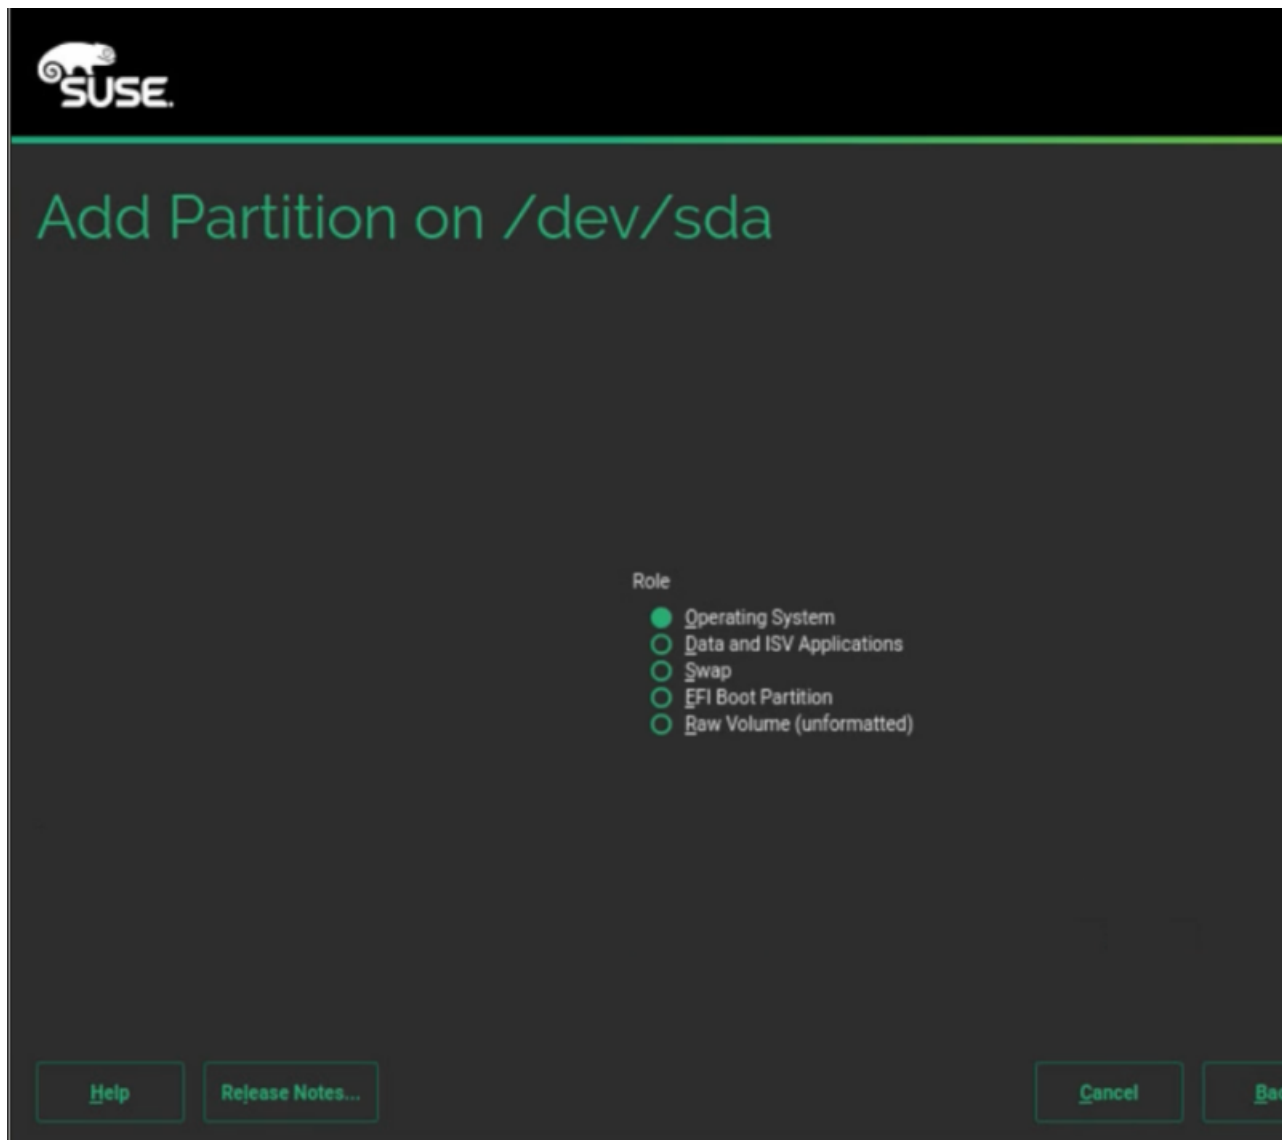 SUSE.
Add Partition on /dev/sda
Role
Operating System
Data and ISV Applications
Swap
EFI Boot Partition
Raw Volume (unformatted)
Help
Release Notes...
Cancel